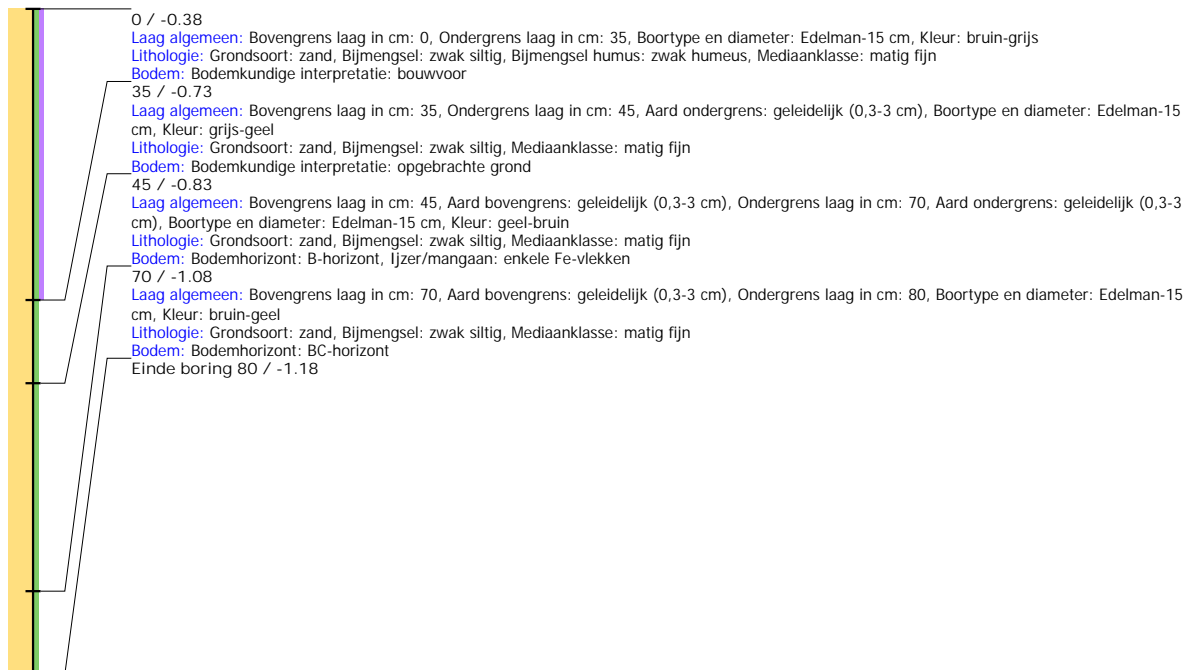 0 / -0.38
Laag algemeen: Bovengrens laag in cm: 0, Ondergrens laag in cm: 35, Boortype en diameter: Edelman-15 cm, Kleur: bruin-grijs
Lithologie: Grondsoort: zand, Bijmengsel: zwak siltig, Bijmengsel humus: zwak humeus, Mediaanklasse: matig fijn
Bodem: Bodemkundige interpretatie: bouwvoor
35 / -0.73
Laag algemeen: Bovengrens laag in cm: 35, Ondergrens laag in cm: 45, Aard ondergrens: geleidelijk (0,3-3 cm), Boortype en diameter: Edelman-15
cm, Kleur: grijs-geel
Lithologie: Grondsoort: zand, Bijmengsel: zwak siltig, Mediaanklasse: matig fijn
Bodem: Bodemkundige interpretatie: opgebrachte grond
45 / -0.83
Laag algemeen: Bovengrens laag in cm: 45, Aard bovengrens: geleidelijk (0,3-3 cm), Ondergrens laag in cm: 70, Aard ondergrens: geleidelijk (0,3-3
cm), Boortype en diameter: Edelman-15 cm, Kleur: geel-bruin
Lithologie: Grondsoort: zand, Bijmengsel: zwak siltig, Mediaanklasse: matig fijn
Bodem: Bodemhorizont: B-horizont, Ijzer/mangaan: enkele Fe-vlekken
70 / -1.08
Laag algemeen: Bovengrens laag in cm: 70, Aard bovengrens: geleidelijk (0,3-3 cm), Ondergrens laag in cm: 80, Boortype en diameter: Edelman-15
cm, Kleur: bruin-geel
Lithologie: Grondsoort: zand, Bijmengsel: zwak siltig, Mediaanklasse: matig fijn
Bodem: Bodemhorizont: BC-horizont
Einde boring 80 / -1.18